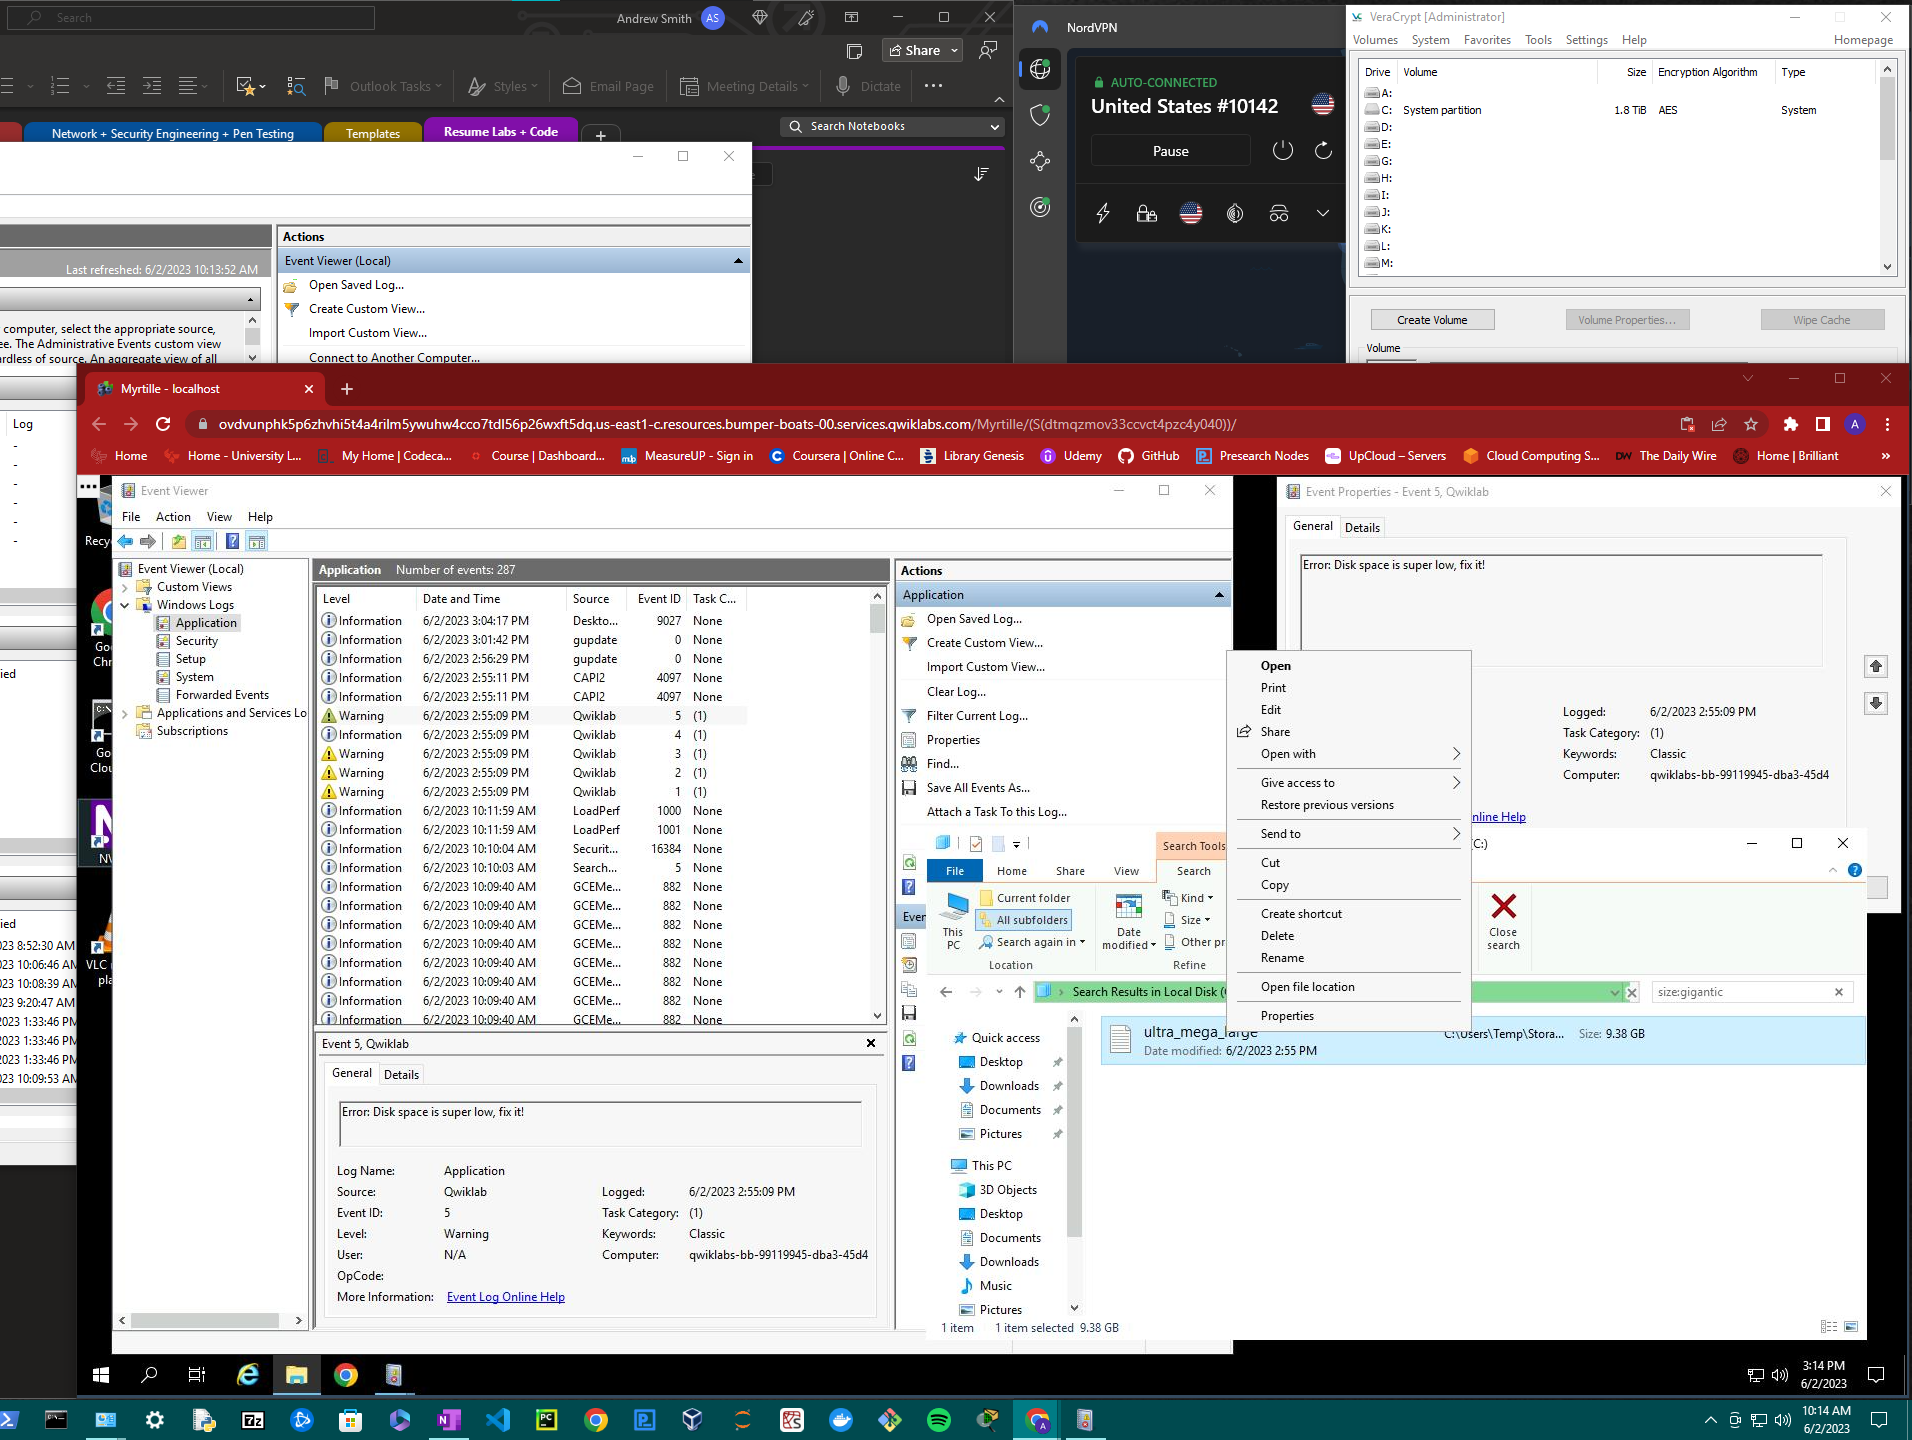 Search
Andrew Smith
AS
Share
Outlook Tasks
Styles
Email Page
Meeting Details
Dictate
Network + Security Engineering + Pen Testing
Templates
Resume Labs + Code
+
Search Notebooks
Last refreshed: 6/2/2023 10:13:52 AM
computer, select the appropriate source,
ee. The Administrative Events custom view
rdless of source. An aggregate view of all
Actions
Event Viewer (Local)
Open Saved Log...
Create Custom View...
Import Custom View...
Connect to Another Computer...
NordVPN
AUTO-CONNECTED
United States #10142
Pause
VeraCrypt [Administrator]
Volumes System Favorites Tools Settings Help Homepage
Drive Volume Size Encryption Algorithm Type
A:
C: System partition 1.8 TiB AES System
D:
E:
G:
H:
I:
J:
K:
L:
M:
Create Volume
Volume Properties...
Wipe Cache
Volume
Myrtille - localhost
ovdvunphk5p6zhvhi5t4a4rilm5ywuhw4cco7tdl56p26wxft5dq.us-east1-c.resources.bumper-boats-00.services.qwiklabs.com/Myrtille/(S(dtmqzmov33ccvct4pzc4y040))/
A
Home
Home - University L...
My Home | Codeca...
Course | Dashboard...
MeasureUP - Sign in
Coursera | Online C...
Library Genesis
Udemy
GitHub
Presearch Nodes
UpCloud – Servers
Cloud Computing S...
DW The Daily Wire
Home | Brilliant
»
Log
ied
ied
023 8:52:30 AM
023 10:06:46 AM
023 10:08:39 AM
023 9:20:47 AM
023 1:33:46 PM
023 1:33:46 PM
023 1:33:46 PM
023 10:09:53 AM
Recyc
Goo
Chr
Goo
Clou
NV
VLC
pla
Event Viewer
File Action View Help
Event Viewer (Local)
Custom Views
Windows Logs
Application
Security
Setup
System
Forwarded Events
Applications and Services Lo
Subscriptions
Application Number of events: 287
Level Date and Time Source Event ID Task C...
Information 6/2/2023 3:04:17 PM Deskto... 9027 None
Information 6/2/2023 3:01:42 PM gupdate 0 None
Information 6/2/2023 2:56:29 PM gupdate 0 None
Information 6/2/2023 2:55:11 PM CAPI2 4097 None
Information 6/2/2023 2:55:11 PM CAPI2 4097 None
Warning 6/2/2023 2:55:09 PM Qwiklab 5 (1)
Information 6/2/2023 2:55:09 PM Qwiklab 4 (1)
Warning 6/2/2023 2:55:09 PM Qwiklab 3 (1)
Warning 6/2/2023 2:55:09 PM Qwiklab 2 (1)
Warning 6/2/2023 2:55:09 PM Qwiklab 1 (1)
Information 6/2/2023 10:11:59 AM LoadPerf 1000 None
Information 6/2/2023 10:11:59 AM LoadPerf 1001 None
Information 6/2/2023 10:10:04 AM Securit... 16384 None
Information 6/2/2023 10:10:03 AM Search... 5 None
Information 6/2/2023 10:09:40 AM GCEMe... 882 None
Information 6/2/2023 10:09:40 AM GCEMe... 882 None
Information 6/2/2023 10:09:40 AM GCEMe... 882 None
Information 6/2/2023 10:09:40 AM GCEMe... 882 None
Information 6/2/2023 10:09:40 AM GCEMe... 882 None
Information 6/2/2023 10:09:40 AM GCEMe... 882 None
Information 6/2/2023 10:09:40 AM GCEMe... 882 None
Information 6/2/2023 10:09:40 AM GCEMe... 882 None
Event 5, Qwiklab
General Details
Error: Disk space is super low, fix it!
Log Name: Application
Source: Qwiklab Logged: 6/2/2023 2:55:09 PM
Event ID: 5 Task Category: (1)
Level: Warning Keywords: Classic
User: N/A Computer: qwiklabs-bb-99119945-dba3-45d4
OpCode:
More Information: Event Log Online Help
Actions
Application
Open Saved Log...
Create Custom View...
Import Custom View...
Clear Log...
Filter Current Log...
Properties
Find...
Save All Events As...
Attach a Task To this Log...
Even
Event Properties - Event 5, Qwiklab
General Details
Error: Disk space is super low, fix it!
Logged: 6/2/2023 2:55:09 PM
Task Category: (1)
Keywords: Classic
Computer: qwiklabs-bb-99119945-dba3-45d4
nline Help
Open
Print
Edit
Share
Open with
Give access to
Restore previous versions
Send to
Cut
Copy
Create shortcut
Delete
Rename
Open file location
Properties
Search Tools
(C:)
File Home Share View Search
This PC
Current folder
All subfolders
Search again in
Location
Date modified
Kind
Size
Other pr
Refine
Close search
Search Results in Local Disk (
size:gigantic
Quick access
Desktop
Downloads
Documents
Pictures
This PC
3D Objects
Desktop
Documents
Downloads
Music
Pictures
ultra_mega_large C:\Users\Temp\Stora... Size: 9.38 GB
Date modified: 6/2/2023 2:55 PM
1 item 1 item selected 9.38 GB
3:14 PM
6/2/2023
10:14 AM
6/2/2023